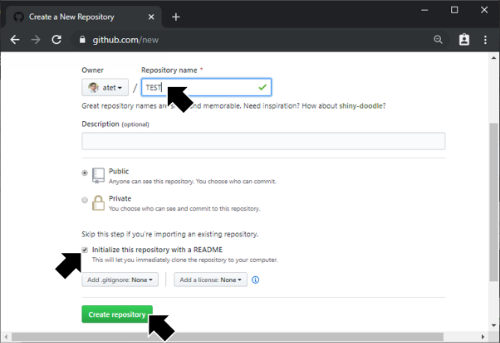 Create a New Repository
github.com/new
Owner
Repository name *
atet / TEST
Great repository names are s and memorable. Need inspiration? How about shiny-doodle?
Description (optional)
Public
Anyone can see this repository. You choose who can commit.
Private
You choose who can see and commit to this repository.
Skip this step if you're importing an existing repository.
Initialize this repository with a README
This will let you immediately clone the repository to your computer.
Add .gitignore: None
Add a license: None
Create repository